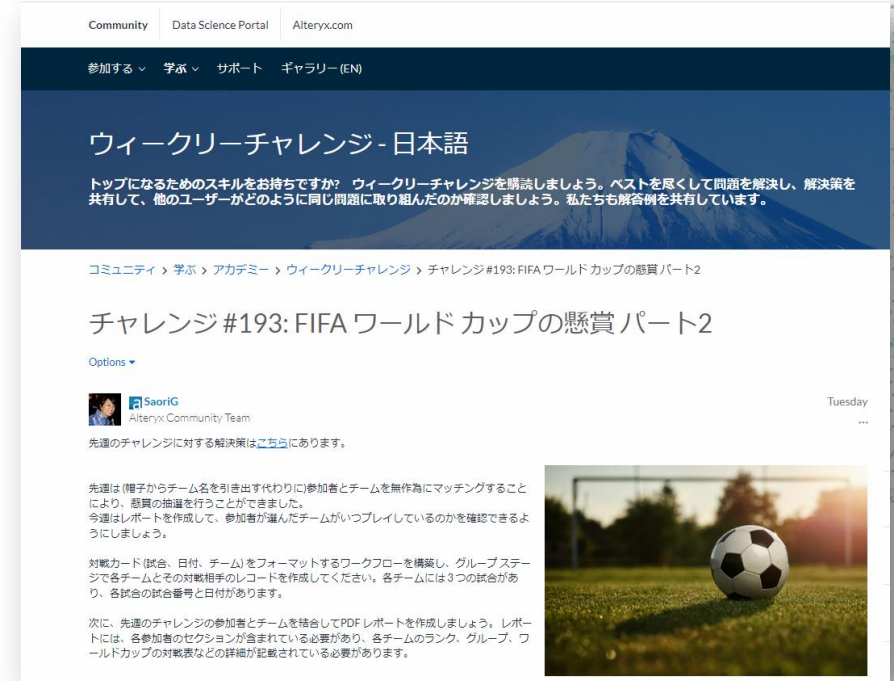 Community Data Science Portal Alteryx.com
参加する 学ぶ サポート ギャラリー (EN)
ウィークリーチャレンジ - 日本語
トップになるためのスキルをお持ちですか? ウィークリーチャレンジを購読しましょう。ベストを尽くして問題を解決し、解決策を
共有して、他のユーザーがどのように同じ問題に取り組んだのか確認しましょう。私たちも解答例を共有しています。
コミュニティ > 学ぶ > アカデミー > ウィークリーチャレンジ > チャレンジ #193: FIFA ワールド カップの懸賞 パート2
チャレンジ #193: FIFA ワールド カップの懸賞 パート2
Options
a SaoriG
Tuesday
Alteryx Community Team
...
先週のチャレンジに対する解決策はこちらにあります。
先週は (帽子からチーム名を引き出す代わりに)参加者とチームを無作為にマッチングすること
により、懸賞の抽選を行うことができました。
今週はレポートを作成して、参加者が選んだチームがいつプレイしているのかを確認できるよ
うにしましょう。
対戦カード (試合、日付、チーム) をフォーマットするワークフローを構築し、グループ ステー
ジで各チームとその対戦相手のレコードを作成してください。各チームには3 つの試合があ
り、各試合の試合番号と日付があります。
次に、先週のチャレンジの参加者とチームを結合してPDF レポートを作成しましょう。 レポー
トには、各参加者のセクションが含まれている必要があり、各チームのランク、グループ、ワ
ールドカップの対戦表などの詳細が記載されている必要があります。